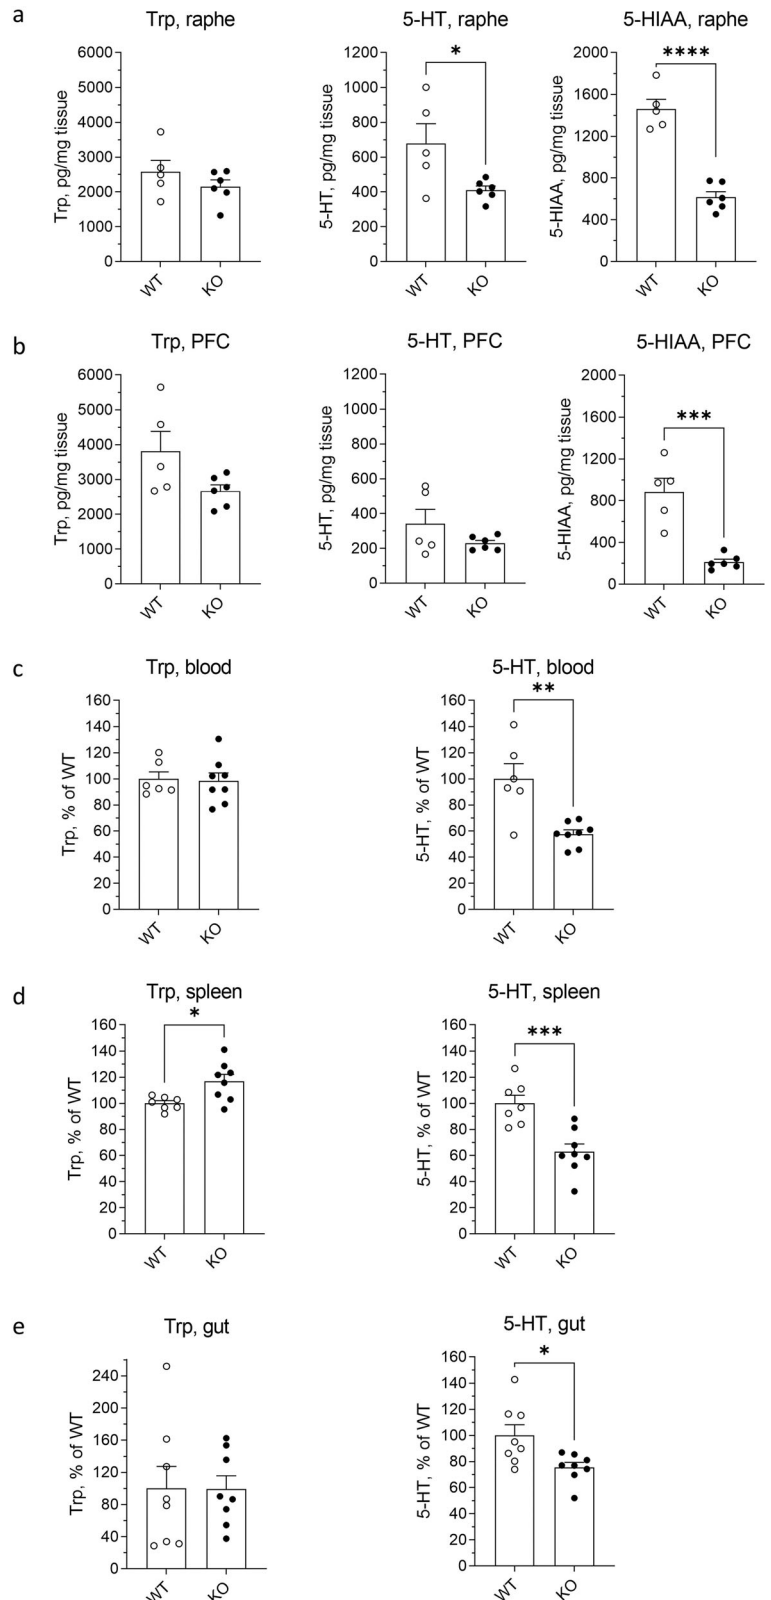 a
Trp, raphe
5-HT, raphe
5-HIAA, raphe
Trp, pg/mg tissue
6000
5000
4000
3000
2000
1000
0
WT
KO
5-HT, pg/mg tissue
1200
1000
800
600
400
200
0
*
WT
KO
5-HIAA, pg/mg tissue
2000
1600
1200
800
400
0
****
WT
KO
b
Trp, PFC
5-HT, PFC
5-HIAA, PFC
Trp, pg/mg tissue
6000
5000
4000
3000
2000
1000
0
WT
KO
5-HT, pg/mg tissue
1200
1000
800
600
400
200
0
WT
KO
5-HIAA, pg/mg tissue
2000
1600
1200
800
400
0
***
WT
KO
c
Trp, blood
5-HT, blood
Trp, % of WT
160
140
120
100
80
60
40
20
0
WT
KO
5-HT, % of WT
160
140
120
100
80
60
40
20
0
**
WT
KO
d
Trp, spleen
5-HT, spleen
Trp, % of WT
160
140
120
100
80
60
40
20
0
*
WT
KO
5-HT, % of WT
160
140
120
100
80
60
40
20
0
***
WT
KO
e
Trp, gut
5-HT, gut
Trp, % of WT
240
200
160
120
80
40
0
WT
KO
5-HT, % of WT
160
140
120
100
80
60
40
20
0
*
WT
KO